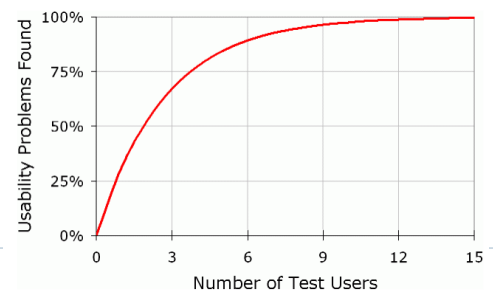 Usability Problems Found
100%
75%
50%
25%
0%
0 3 6 9 12 15
Number of Test Users